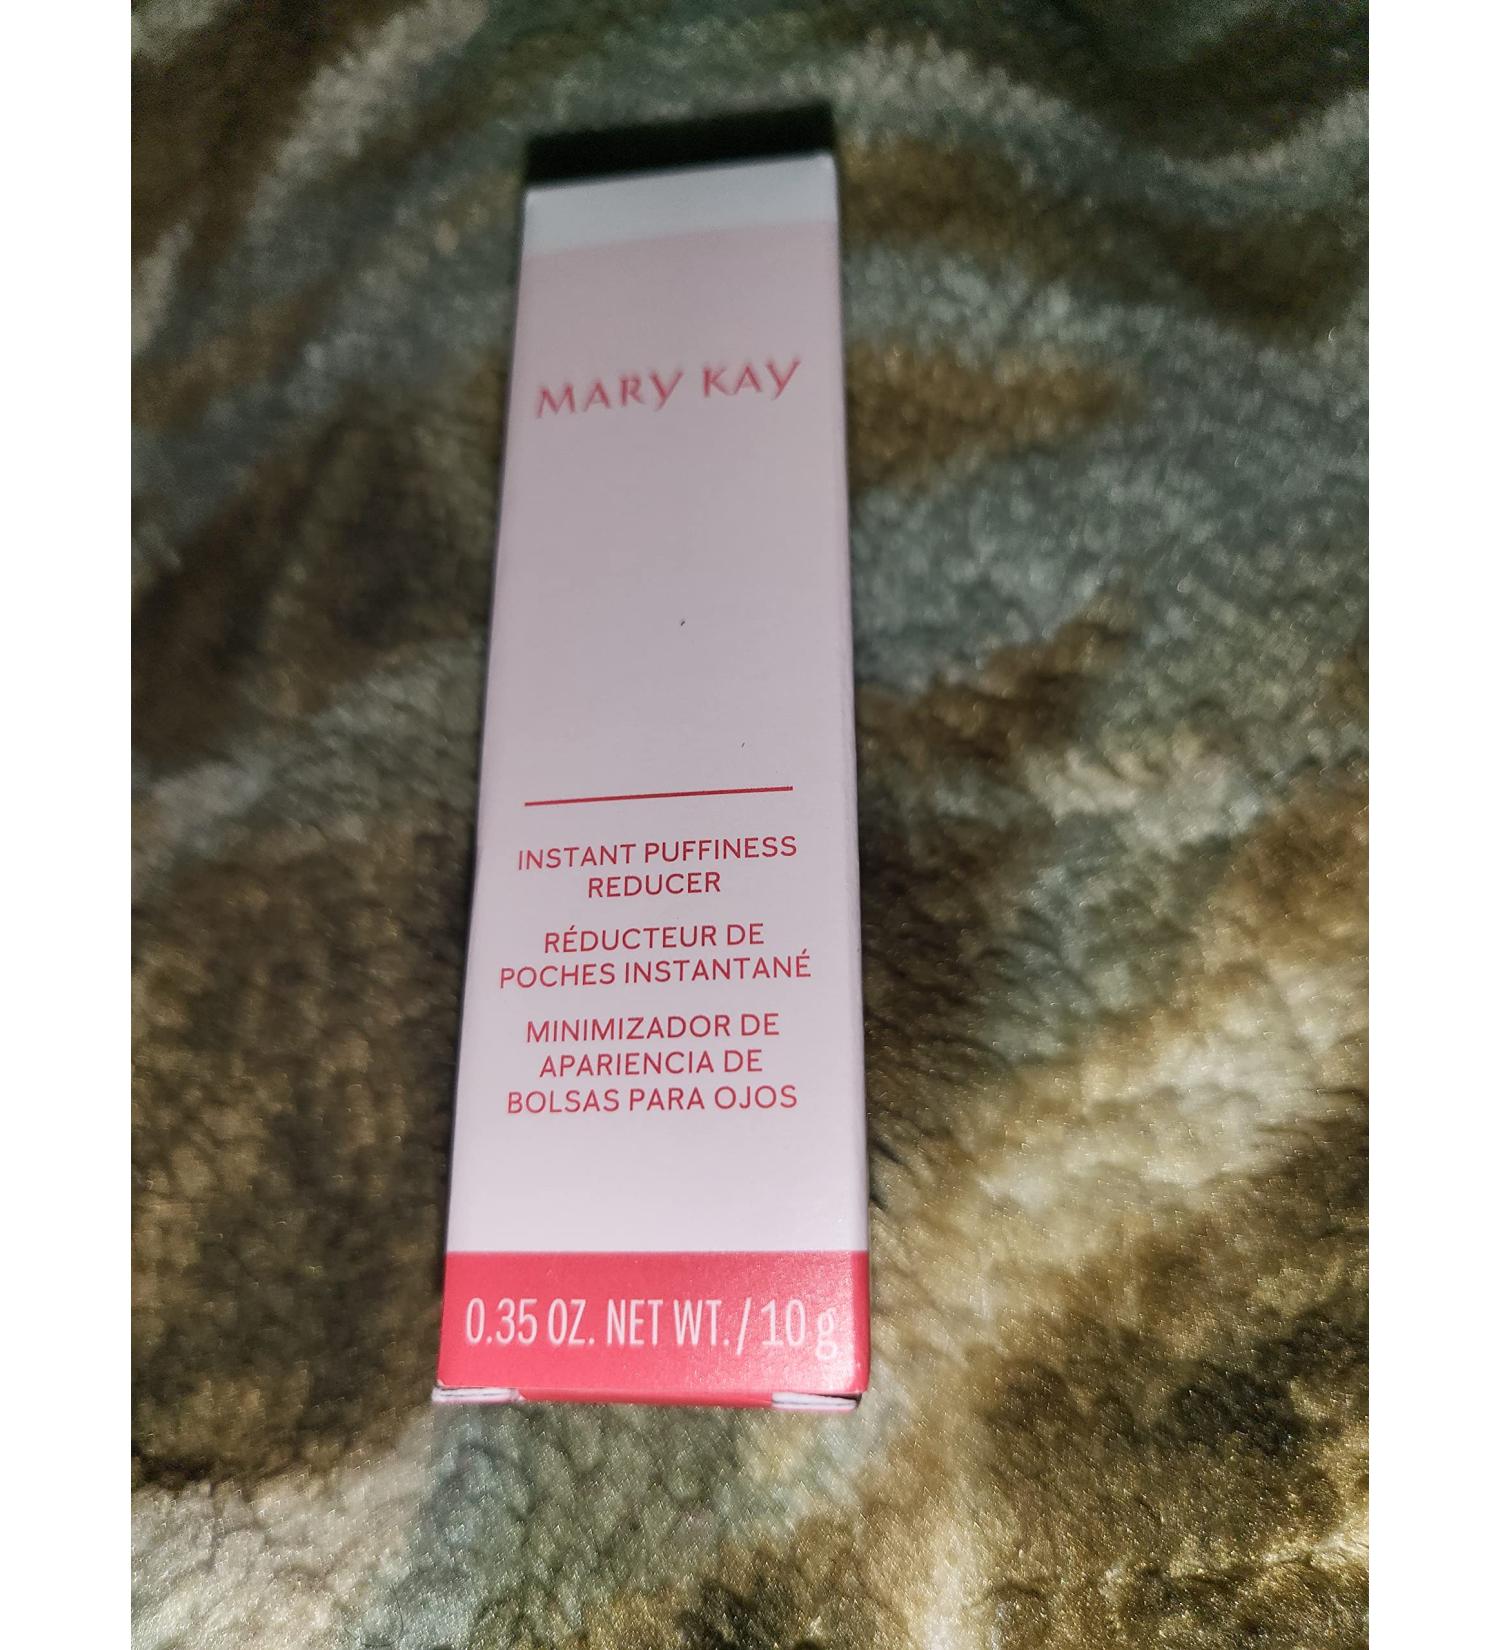 MARY KAY
INSTANT PUFFINESS
REDUCER
RÉDUCTEUR DE
POCHES INSTANTANÉ
MINIMIZADOR DE
APARIENCIA DE
BOLSAS PARA OJOS
0.35 OZ. NET WT. / 10 g